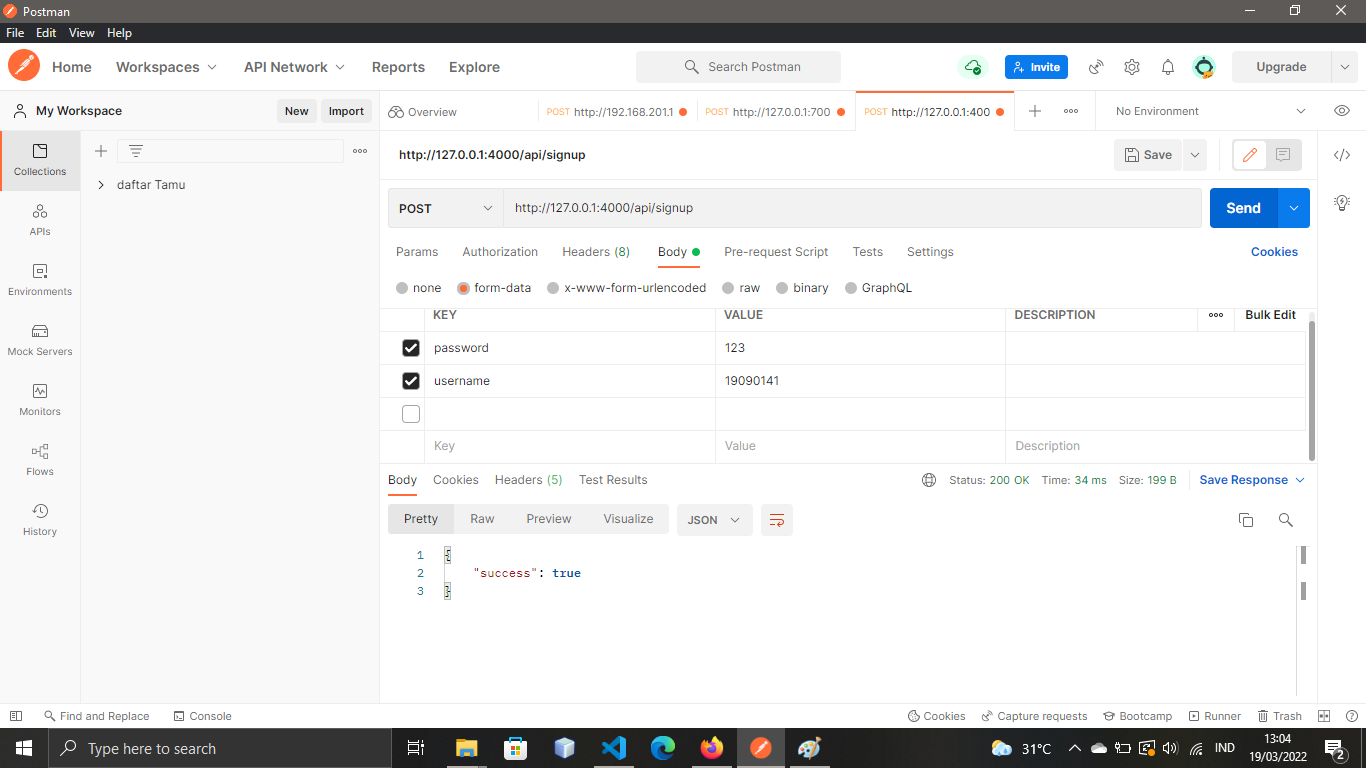 Postman
File Edit View Help
Home Workspaces API Network Reports Explore Search Postman Invite Upgrade
My Workspace New Import Overview POST http://192.168.201.1 POST http://127.0.0.1:700 POST http://127.0.0.1:400 No Environment
Collections
APIs
Environments
Mock Servers
Monitors
Flows
History
daftar Tamu
http://127.0.0.1:4000/api/signup Save
POST http://127.0.0.1:4000/api/signup Send
Params Authorization Headers (8) Body Pre-request Script Tests Settings Cookies
none form-data x-www-form-urlencoded raw binary GraphQL
KEY VALUE DESCRIPTION Bulk Edit
password 123
username 19090141
Key Value Description
Body Cookies Headers (5) Test Results Status: 200 OK Time: 34 ms Size: 199 B Save Response
Pretty Raw Preview Visualize JSON
1 {
2 "success": true
3 }
Find and Replace Console Cookies Capture requests Bootcamp Runner Trash
Type here to search 31°C IND 13:04
19/03/2022 2